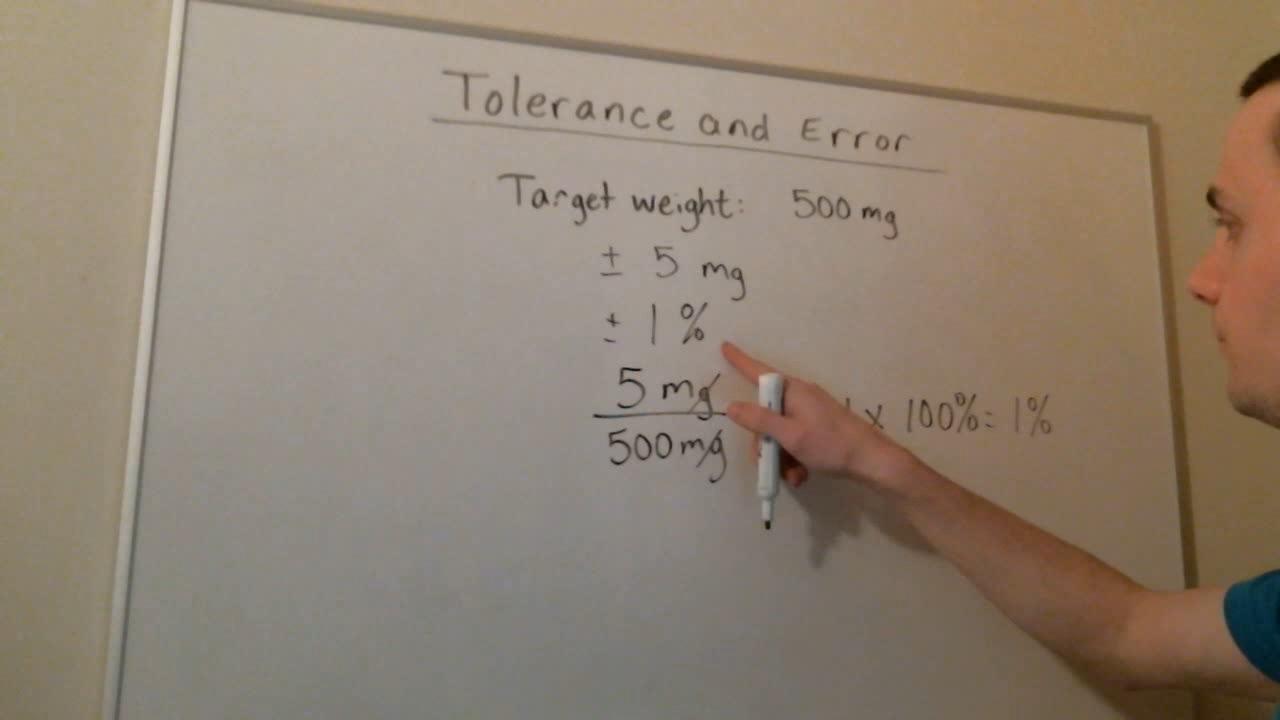 Tolerance and Error
Target weight: 500 mg
± 5 mg
± 1 %
5 mg
x 100% = 1%
500 mg